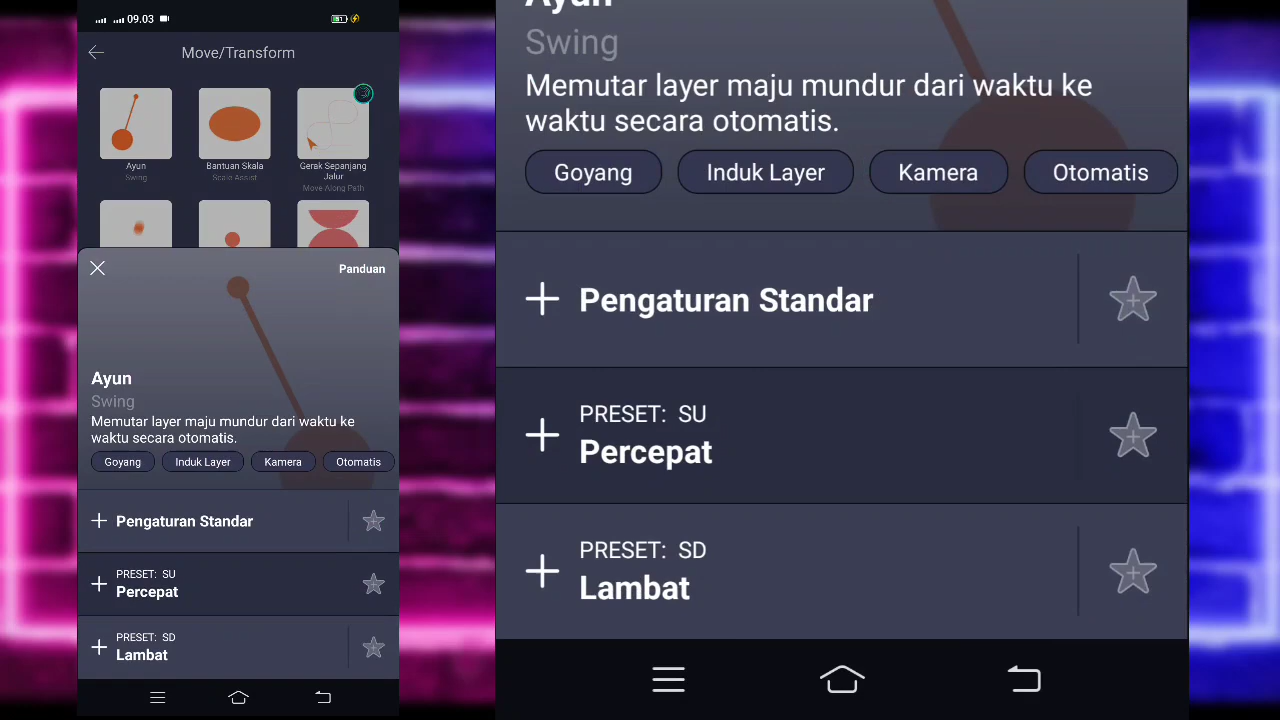 09.03
Move/Transform
Ayun
Swing
Bantuan Skala
Scale Assist
Gerak Sepanjang
Jalur
Move Along Path
Panduan
Ayun
Swing
Memutar layer maju mundur dari waktu ke
waktu secara otomatis.
Goyang
Induk Layer
Kamera
Otomatis
Pengaturan Standar
PRESET: SU
Percepat
PRESET: SD
Lambat
Ayun
Swing
Memutar layer maju mundur dari waktu ke
waktu secara otomatis.
Goyang
Induk Layer
Kamera
Otomatis
Pengaturan Standar
PRESET: SU
Percepat
PRESET: SD
Lambat